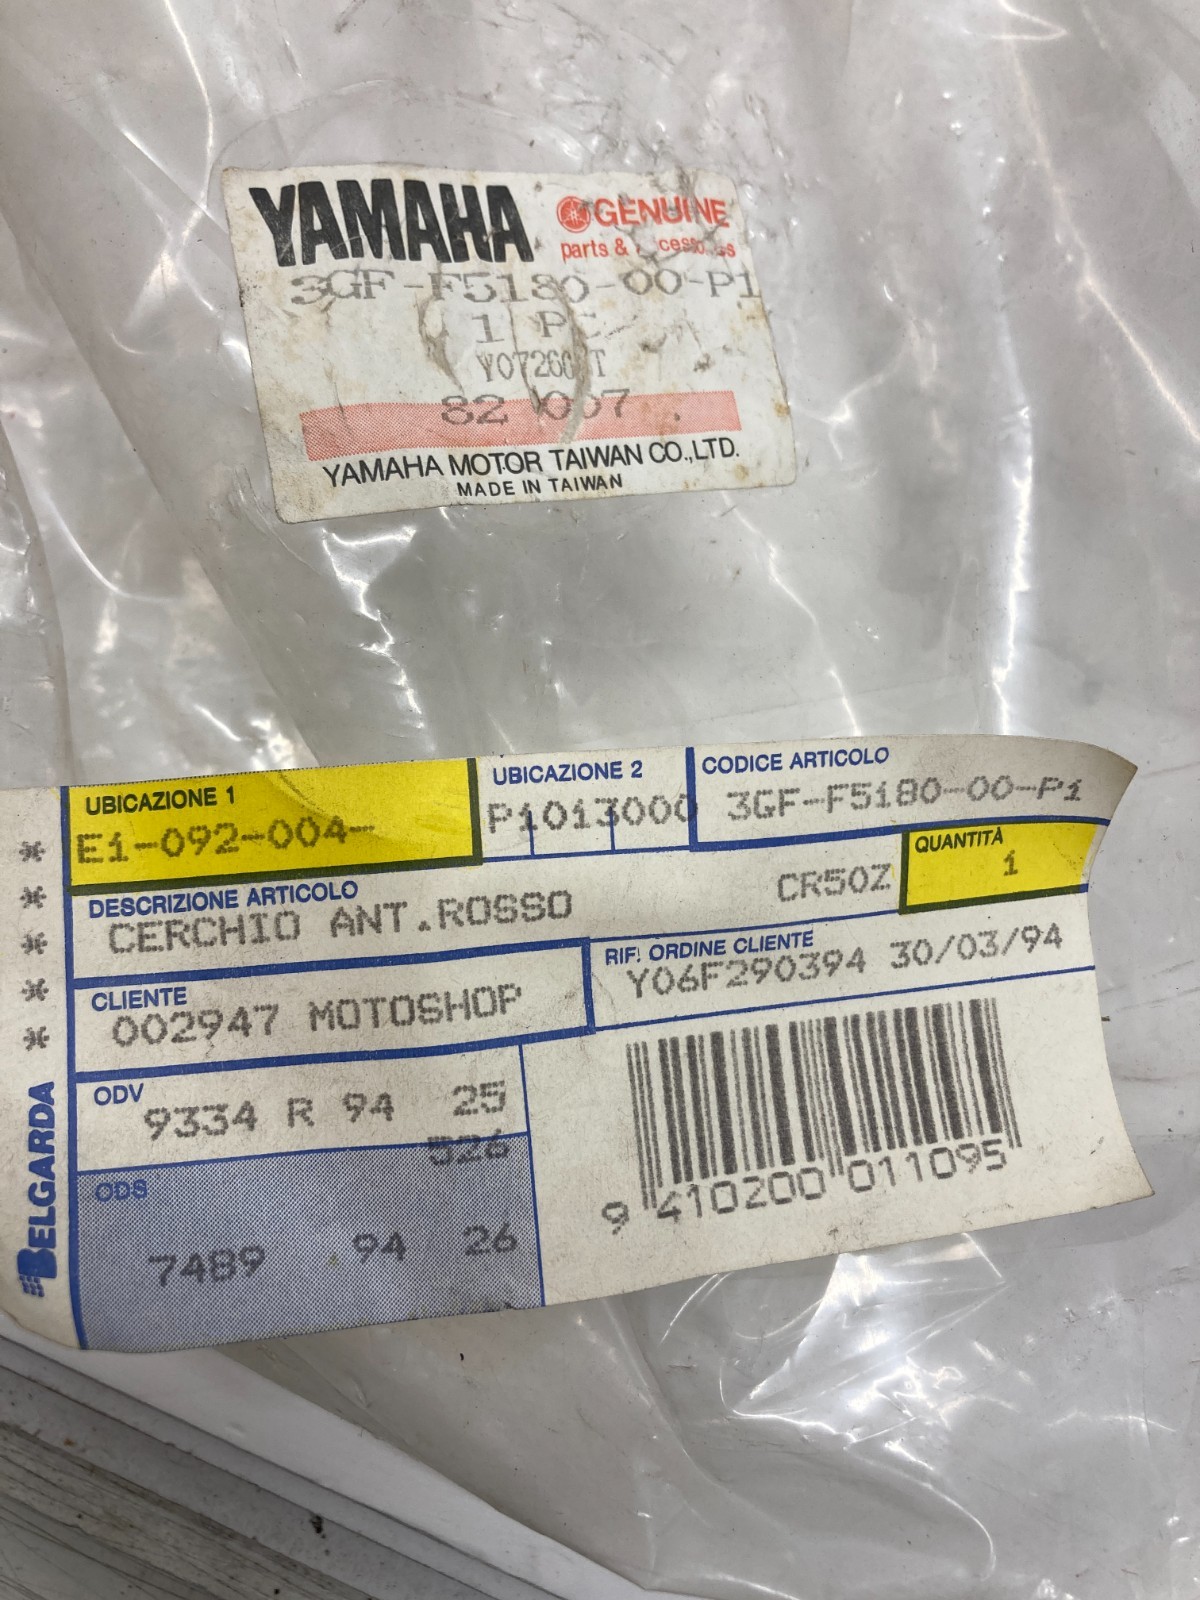 YAMAHA
GENUINE
parts &
3GF-F5180-00-P1
1 PC
82 007
YAMAHA MOTOR TAIWAN CO.,LTD.
MADE IN TAIWAN
UBICAZIONE 1
E1-092-004-
UBICAZIONE 2
P1013000
CODICE ARTICOLO
3GF-F5180-00-P1
DESCRIZIONE ARTICOLO
CERCHIO ANT.ROSSO
CR50Z
QUANTITÀ
1
CLIENTE
002947 MOTOSHOP
RIF. ORDINE CLIENTE
Y06F290394 30/03/94
ODV
9334 R 94 25
526
ODS
7489 94 26
9 410200 011095
* * * * *
BELGARDA